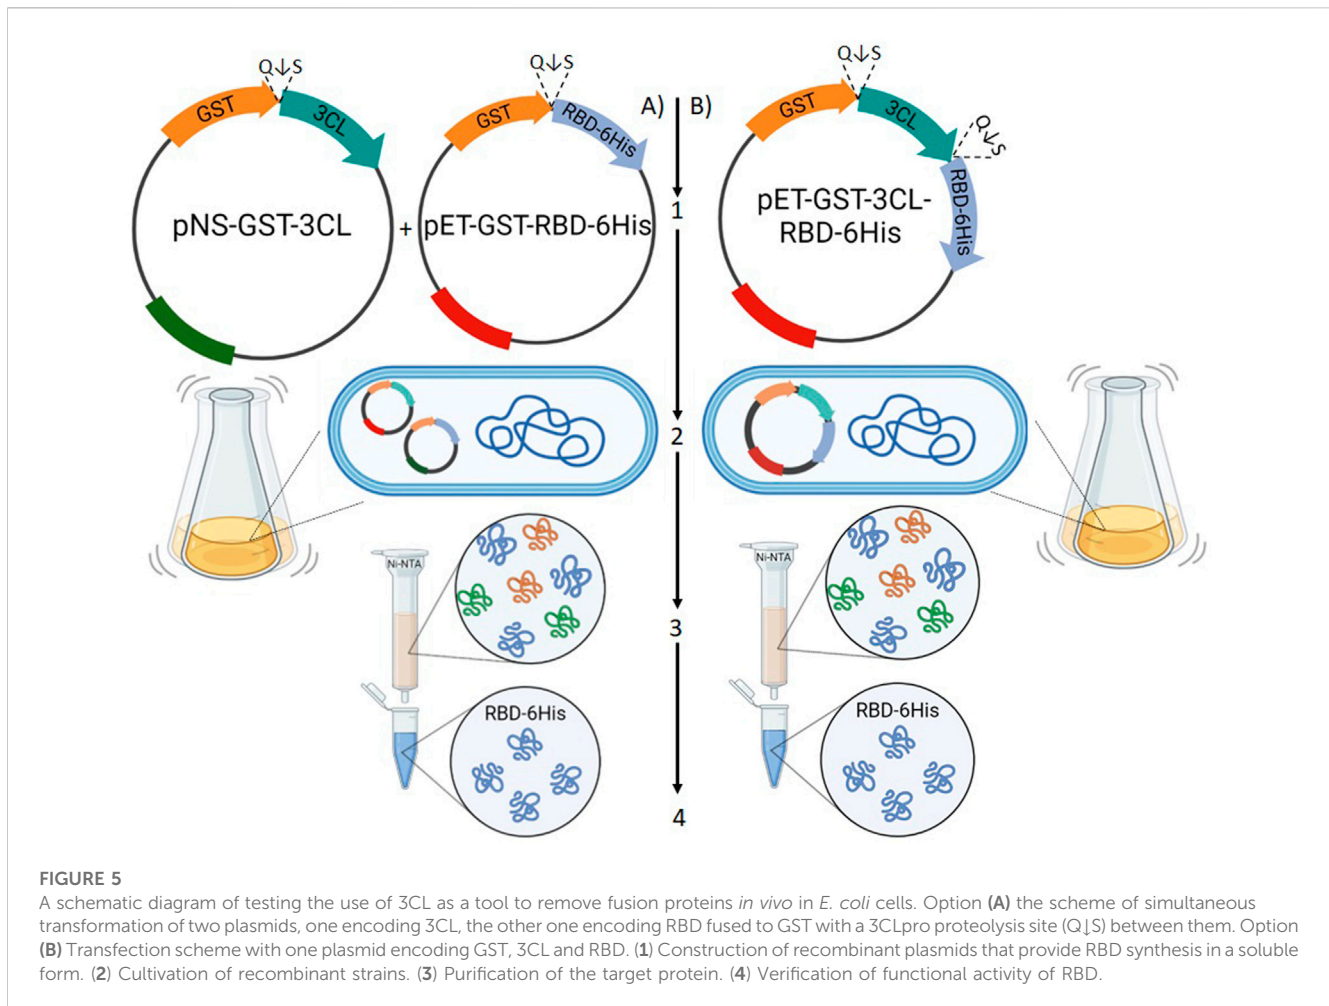 Q↓S
GST
3CL
pNS-GST-3CL
+
Q↓S
GST
RBD-6His
pET-GST-RBD-6His
A)
B)
Q↓S
GST
3CL
Q↓S
RBD-6His
pET-GST-3CL-
RBD-6His
1
2
Ni-NTA
Ni-NTA
3
RBD-6His
RBD-6His
4
FIGURE 5
A schematic diagram of testing the use of 3CL as a tool to remove fusion proteins in vivo in E. coli cells. Option (A) the scheme of simultaneous
transformation of two plasmids, one encoding 3CL, the other one encoding RBD fused to GST with a 3CLpro proteolysis site (Q↓S) between them. Option
(B) Transfection scheme with one plasmid encoding GST, 3CL and RBD. (1) Construction of recombinant plasmids that provide RBD synthesis in a soluble
form. (2) Cultivation of recombinant strains. (3) Purification of the target protein. (4) Verification of functional activity of RBD.